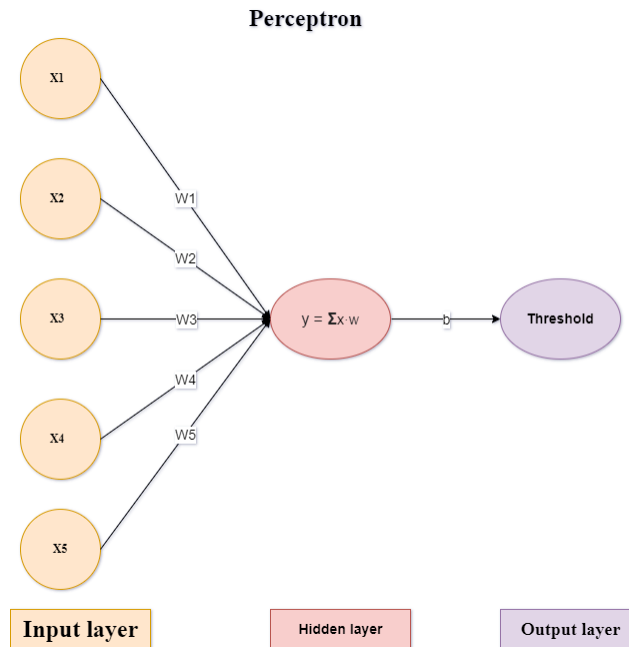 Perceptron
X1
X2
X3
X4
X5
W1
W2
W3
W4
W5
y = Σx·w
b
Threshold
Input layer
Hidden layer
Output layer